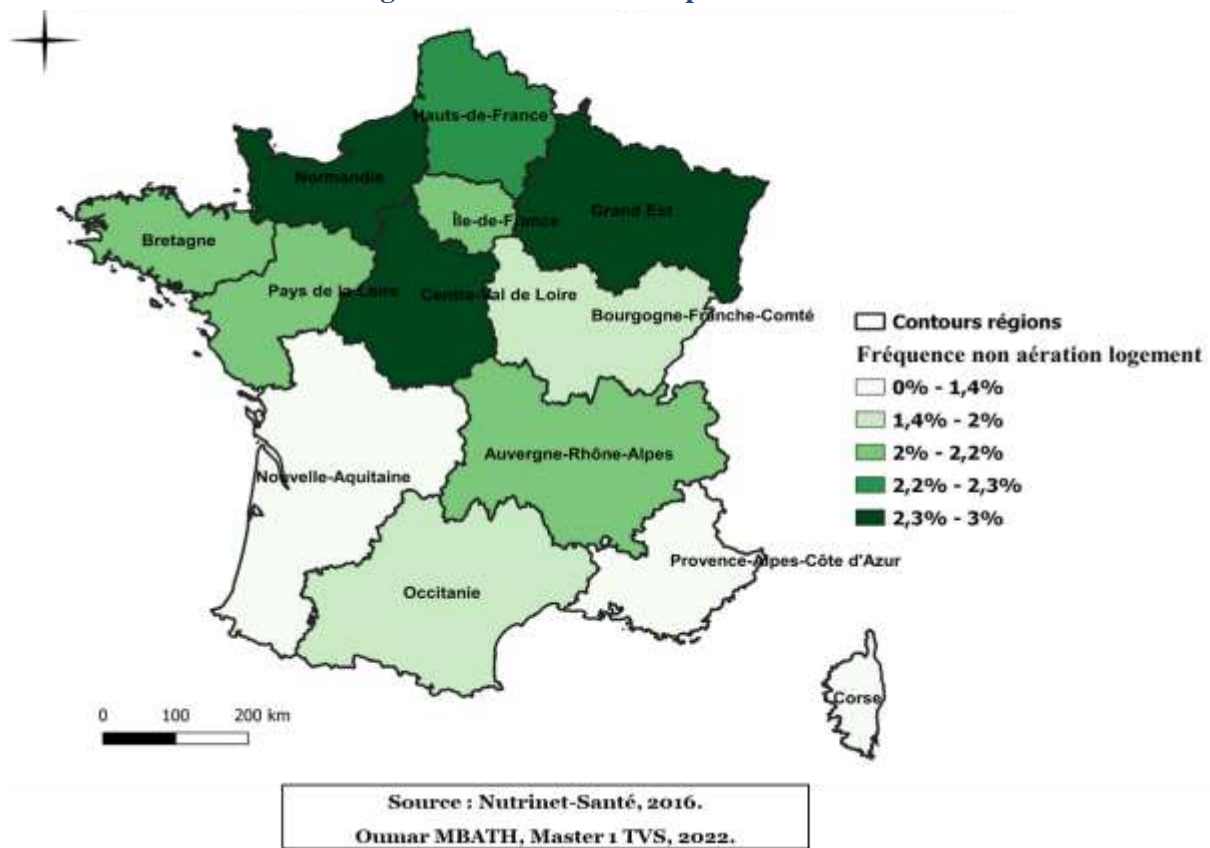 Hauts-de-France
Normandie
Grand Est
Île-de-France
Bretagne
Pays de la-Loire
Centre-Val de Loire
Bourgogne-Franche-Comté
Contours régions
Fréquence non aération logement
0% - 1,4%
1,4% - 2%
2% - 2,2%
2,2% - 2,3%
2,3% - 3%
Auvergne-Rhône-Alpes
Nouvelle-Aquitaine
Provence-Alpes-Côte d'Azur
Occitanie
Corse
0 100 200 km
Source : Nutrinet-Santé, 2016.
Oumar MBATH, Master 1 TVS, 2022.